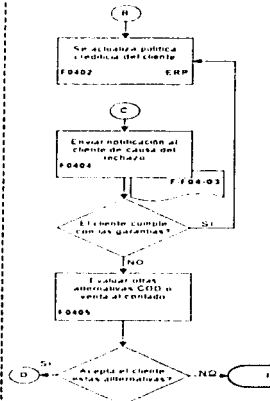 B
Se actualiza política
crediticia del cliente
F0402 ERP
C
Enviar notificación al
cliente de causa del
rechazo
F0404
F-F04-03
El cliente cumple
con las garantías?
SI
NO
Evaluar otras
alternativas COD o
venta al contado
F0405
Acepta el cliente
estas alternativas?
SI
D
NO